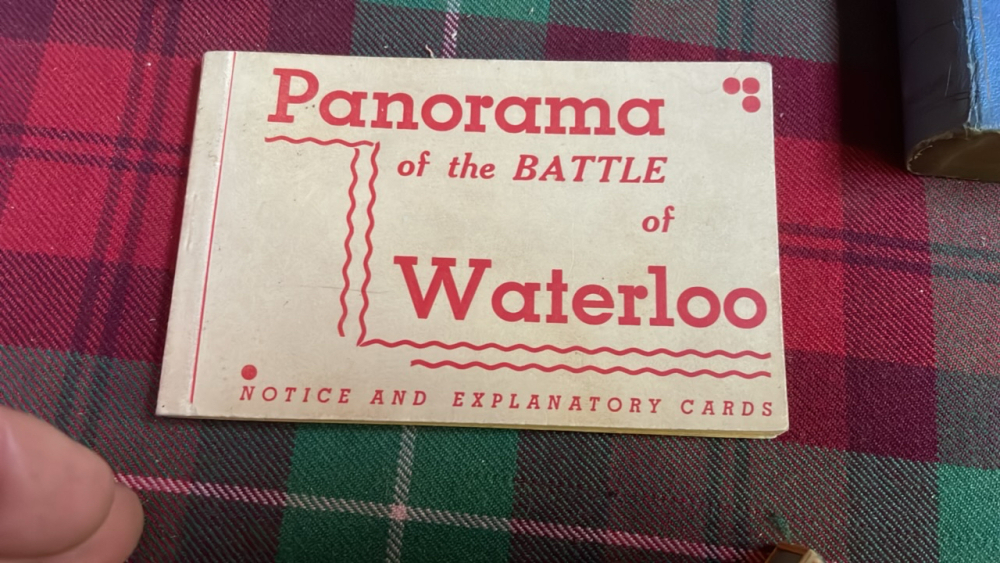 Panorama
of the BATTLE
of
Waterloo
NOTICE AND EXPLANATORY CARDS